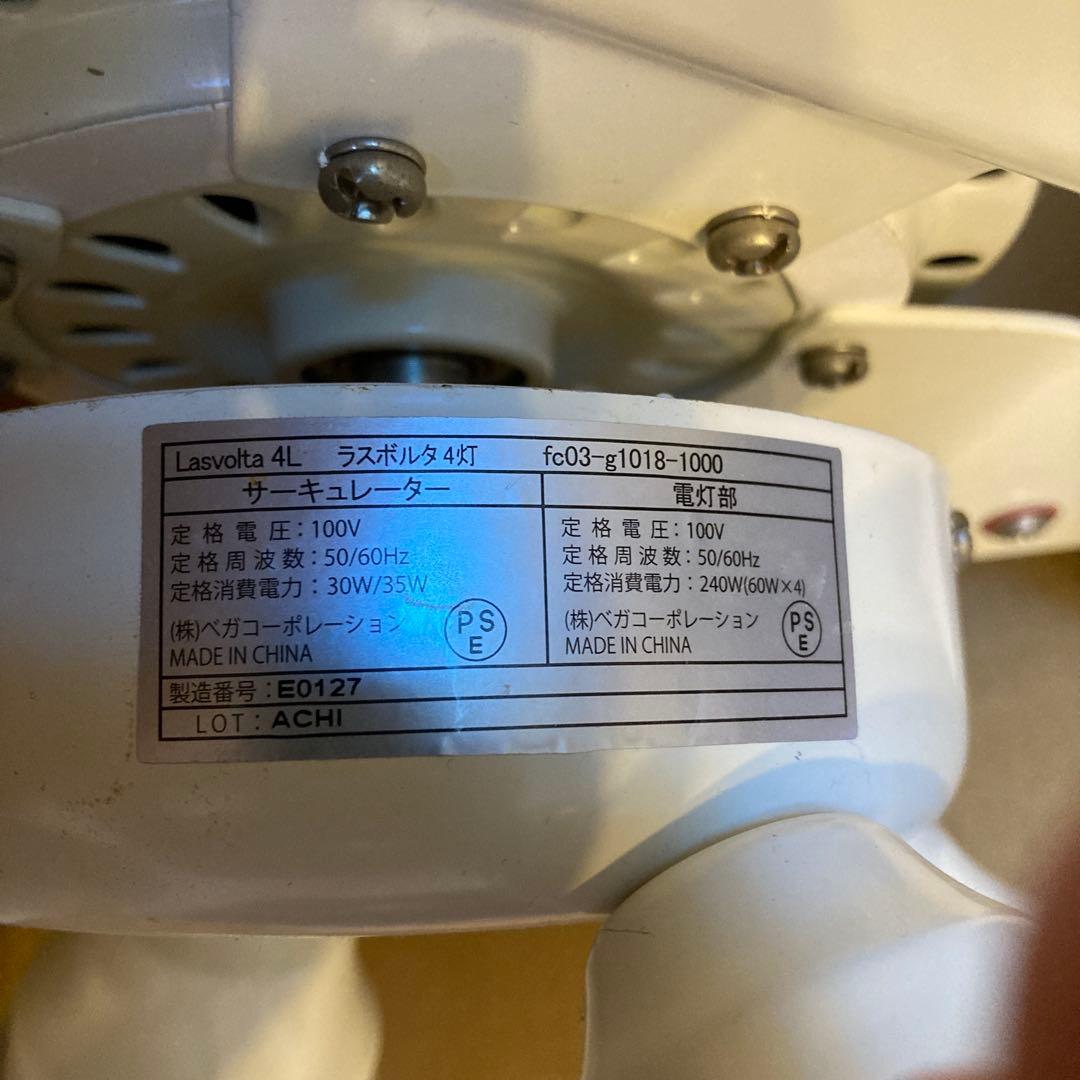 Lasvolta 4L ラスボルタ4灯 fc03-g1018-1000
サーキュレーター
定格電圧：100V
定格周波数：50/60Hz
定格消費電力：30W/35W
(株)ベガコーポレーション
MADE IN CHINA
PS
E
電灯部
定格電圧：100V
定格周波数：50/60Hz
定格消費電力：240W(60W×4)
(株)ベガコーポレーション
MADE IN CHINA
PS
E
製造番号：E0127
LOT：ACHI